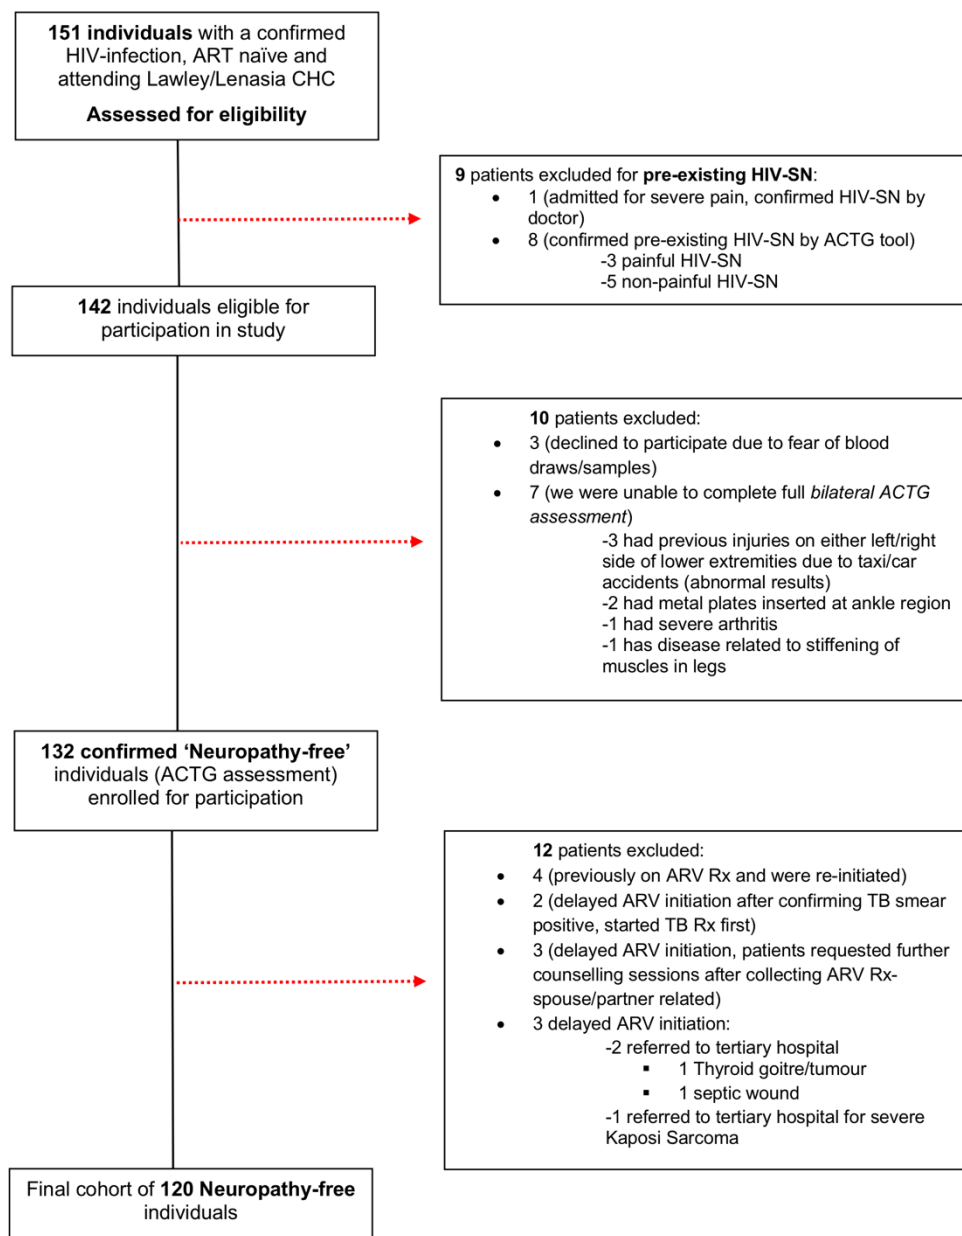 151 individuals with a confirmed
HIV-infection, ART naïve and
attending Lawley/Lenasia CHC
Assessed for eligibility
9 patients excluded for pre-existing HIV-SN:
• 1 (admitted for severe pain, confirmed HIV-SN by
doctor)
• 8 (confirmed pre-existing HIV-SN by ACTG tool)
-3 painful HIV-SN
-5 non-painful HIV-SN
142 individuals eligible for
participation in study
10 patients excluded:
• 3 (declined to participate due to fear of blood
draws/samples)
• 7 (we were unable to complete full bilateral ACTG
assessment)
-3 had previous injuries on either left/right
side of lower extremities due to taxi/car
accidents (abnormal results)
-2 had metal plates inserted at ankle region
-1 had severe arthritis
-1 has disease related to stiffening of
muscles in legs
132 confirmed ‘Neuropathy-free’
individuals (ACTG assessment)
enrolled for participation
12 patients excluded:
• 4 (previously on ARV Rx and were re-initiated)
• 2 (delayed ARV initiation after confirming TB smear
positive, started TB Rx first)
• 3 (delayed ARV initiation, patients requested further
counselling sessions after collecting ARV Rx-
spouse/partner related)
• 3 delayed ARV initiation:
-2 referred to tertiary hospital
▪ 1 Thyroid goitre/tumour
▪ 1 septic wound
-1 referred to tertiary hospital for severe
Kaposi Sarcoma
Final cohort of 120 Neuropathy-free
individuals